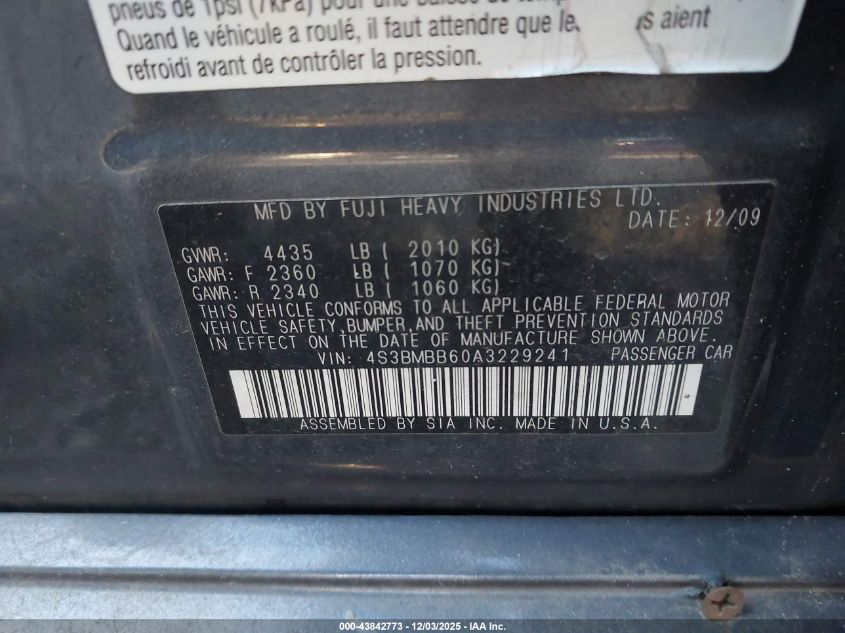 pneus de 1psi (7kPa) pour une baisse de
Quand le véhicule a roulé, il faut attendre que s aient
refroidi avant de contrôler la pression.
MFD BY FUJI HEAVY INDUSTRIES LTD.
DATE: 12/09
GVWR: 4435 LB ( 2010 KG)
GAWR: F 2360 LB ( 1070 KG)
GAWR: R 2340 LB ( 1060 KG)
THIS VEHICLE CONFORMS TO ALL APPLICABLE FEDERAL MOTOR
VEHICLE SAFETY,BUMPER,AND THEFT PREVENTION STANDARDS
IN EFFECT ON THE DATE OF MANUFACTURE SHOWN ABOVE.
VIN: 4S3BMBB60A3229241 PASSENGER CAR
ASSEMBLED BY SIA INC. MADE IN U.S.A.
000-43842773 - 12/03/2025 - IAA Inc.